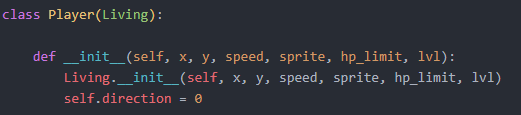 class Player(Living):
def __init__(self, x, y, speed, sprite, hp_limit, lvl):
Living.__init__(self, x, y, speed, sprite, hp_limit, lvl)
self.direction = 0